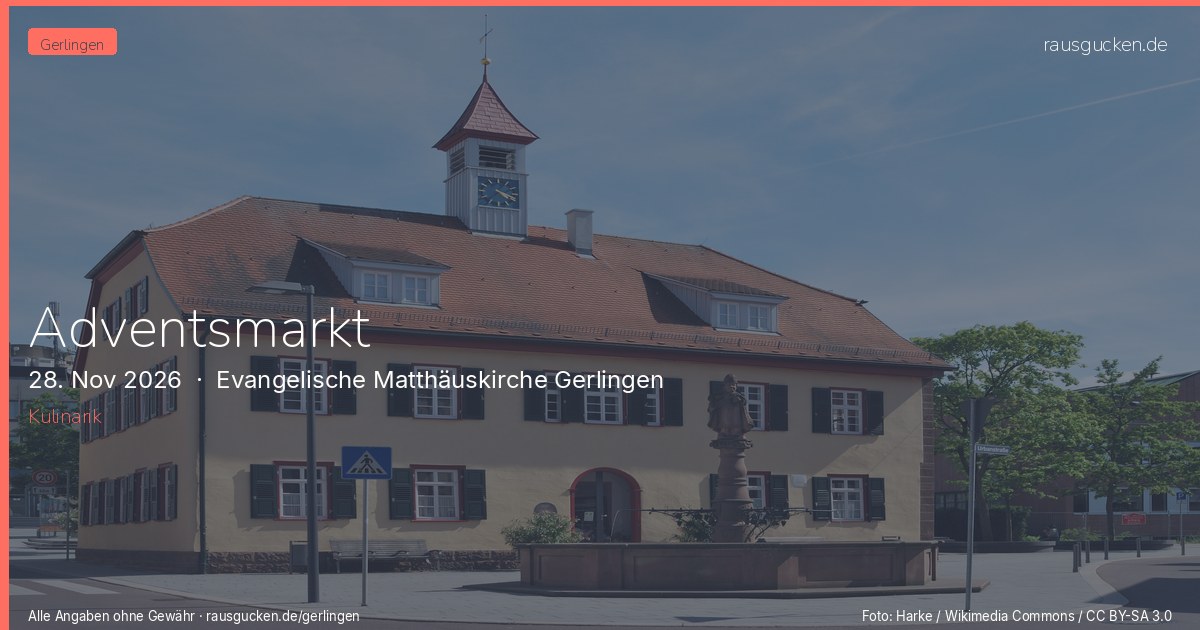 Gerlingen
rausgucken.de
Adventsmarkt
28. Nov 2026 · Evangelische Matthäuskirche Gerlingen
Kulinarik
20
Alle Angaben ohne Gewähr · rausgucken.de/gerlingen
Foto: Harke / Wikimedia Commons / CC BY-SA 3.0